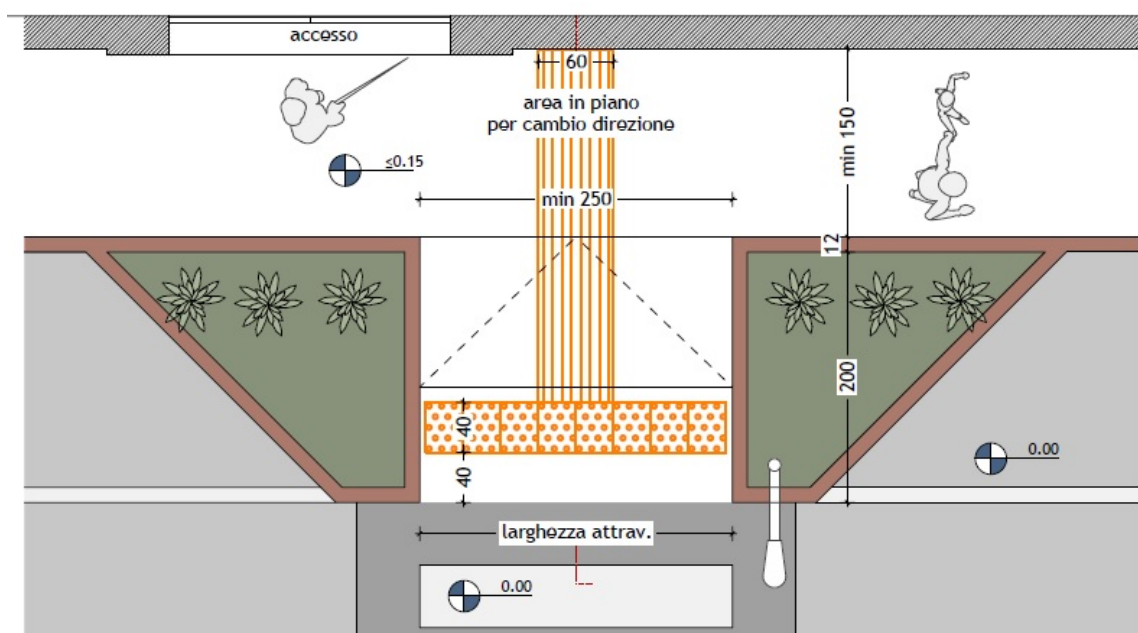 accesso
60
area in piano
per cambio direzione
min 150
≤0.15
min 250
12
200
40
40
0.00
larghezza attrav.
0.00